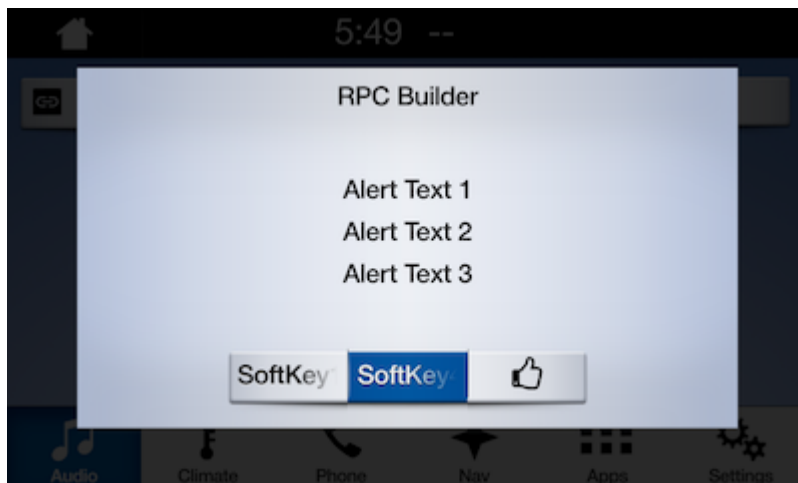 5:49 --
RPC Builder
Alert Text 1
Alert Text 2
Alert Text 3
SoftKey SoftKey
Audio Climate Phone Nav Apps Settings